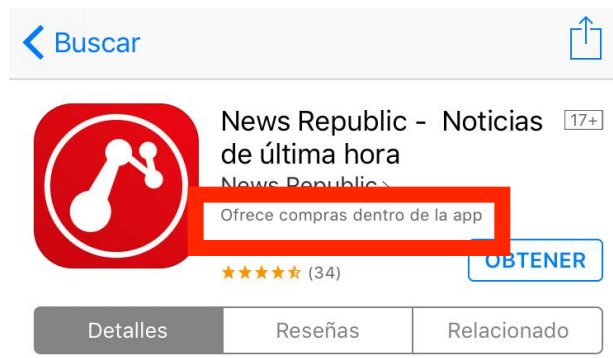 Buscar
News Republic - Noticias 17+
de última hora
News Republic >
Ofrece compras dentro de la app
★★★★⯪ (34)
OBTENER
Detalles Reseñas Relacionado